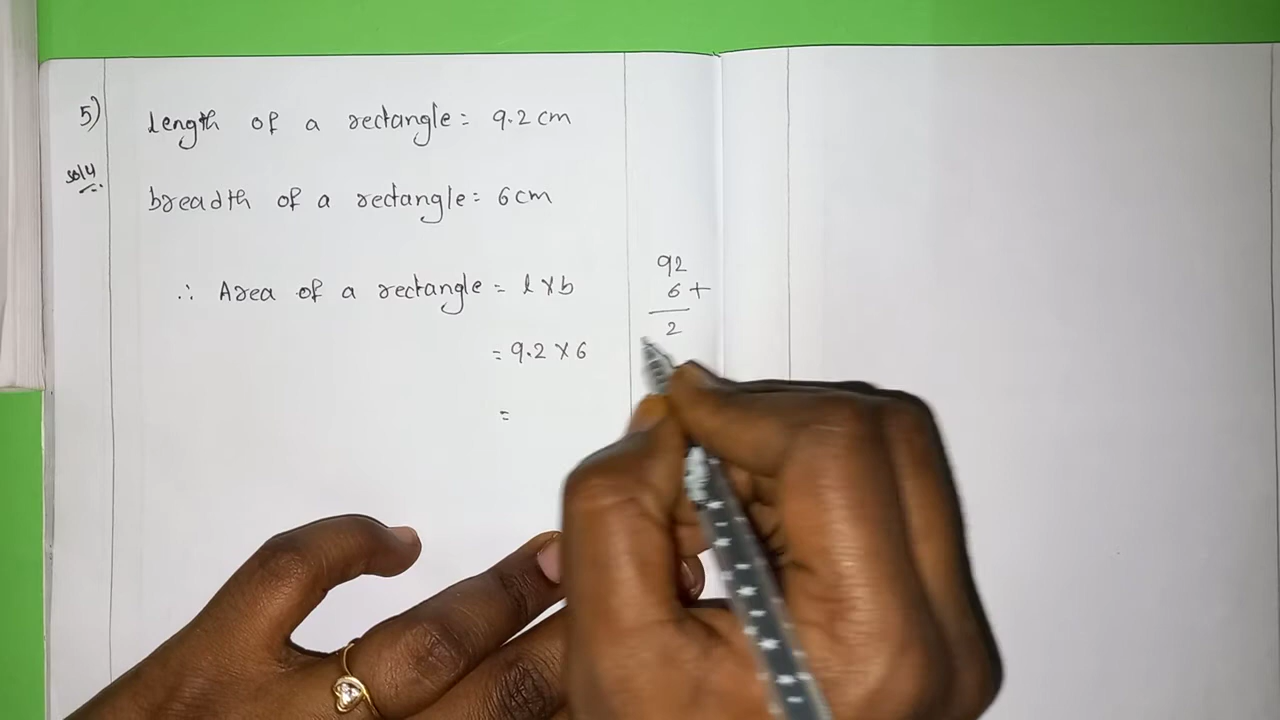 5) Length of a rectangle = 9.2 cm
soln
breadth of a rectangle = 6 cm
∴ Area of a rectangle = l × b
= 9.2 × 6
=
92
6 +
2